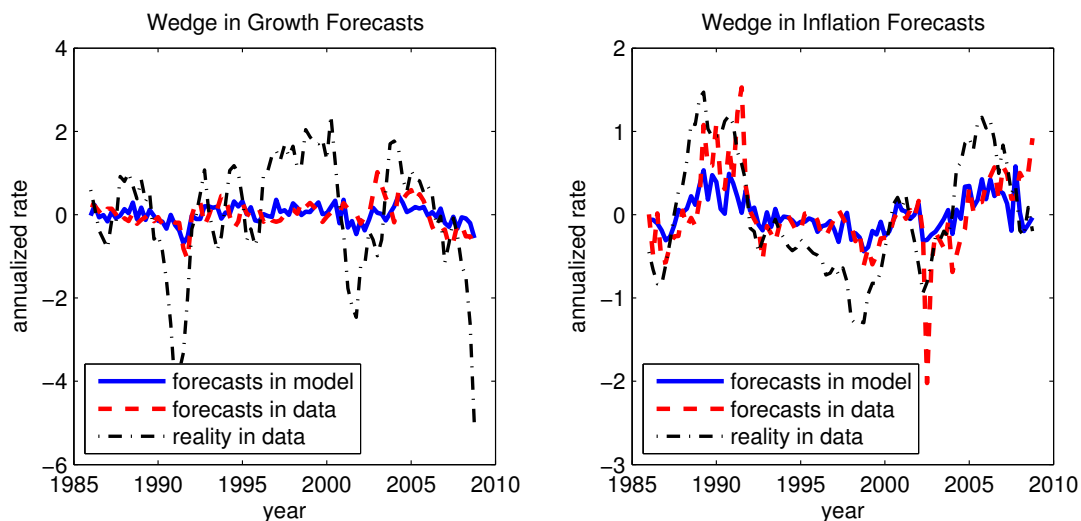 Wedge in Growth Forecasts
4
2
0
−2
−4
−6
annualized rate
1985 1990 1995 2000 2005 2010
year
forecasts in model
forecasts in data
reality in data
Wedge in Inflation Forecasts
2
1
0
−1
−2
−3
annualized rate
1985 1990 1995 2000 2005 2010
year
forecasts in model
forecasts in data
reality in data